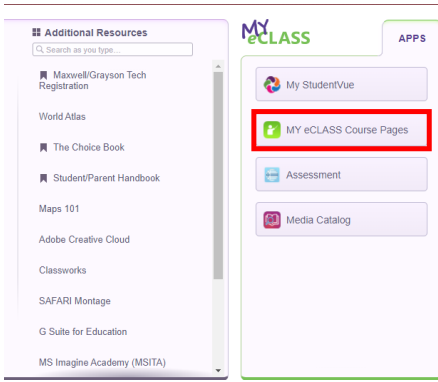 Additional Resources
Search as you type...
Maxwell/Grayson Tech
Registration
World Atlas
The Choice Book
Student/Parent Handbook
Maps 101
Adobe Creative Cloud
Classworks
SAFARI Montage
G Suite for Education
MS Imagine Academy (MSITA)
MY
eCLASS
APPS
My StudentVue
MY eCLASS Course Pages
Assessment
Media Catalog